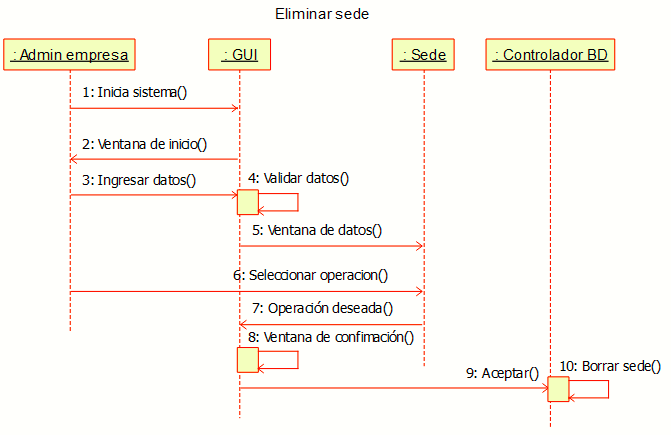 Eliminar sede
: Admin empresa
: GUI
: Sede
: Controlador BD
1: Inicia sistema()
2: Ventana de inicio()
3: Ingresar datos()
4: Validar datos()
5: Ventana de datos()
6: Seleccionar operacion()
7: Operación deseada()
8: Ventana de confimación()
9: Aceptar()
10: Borrar sede()